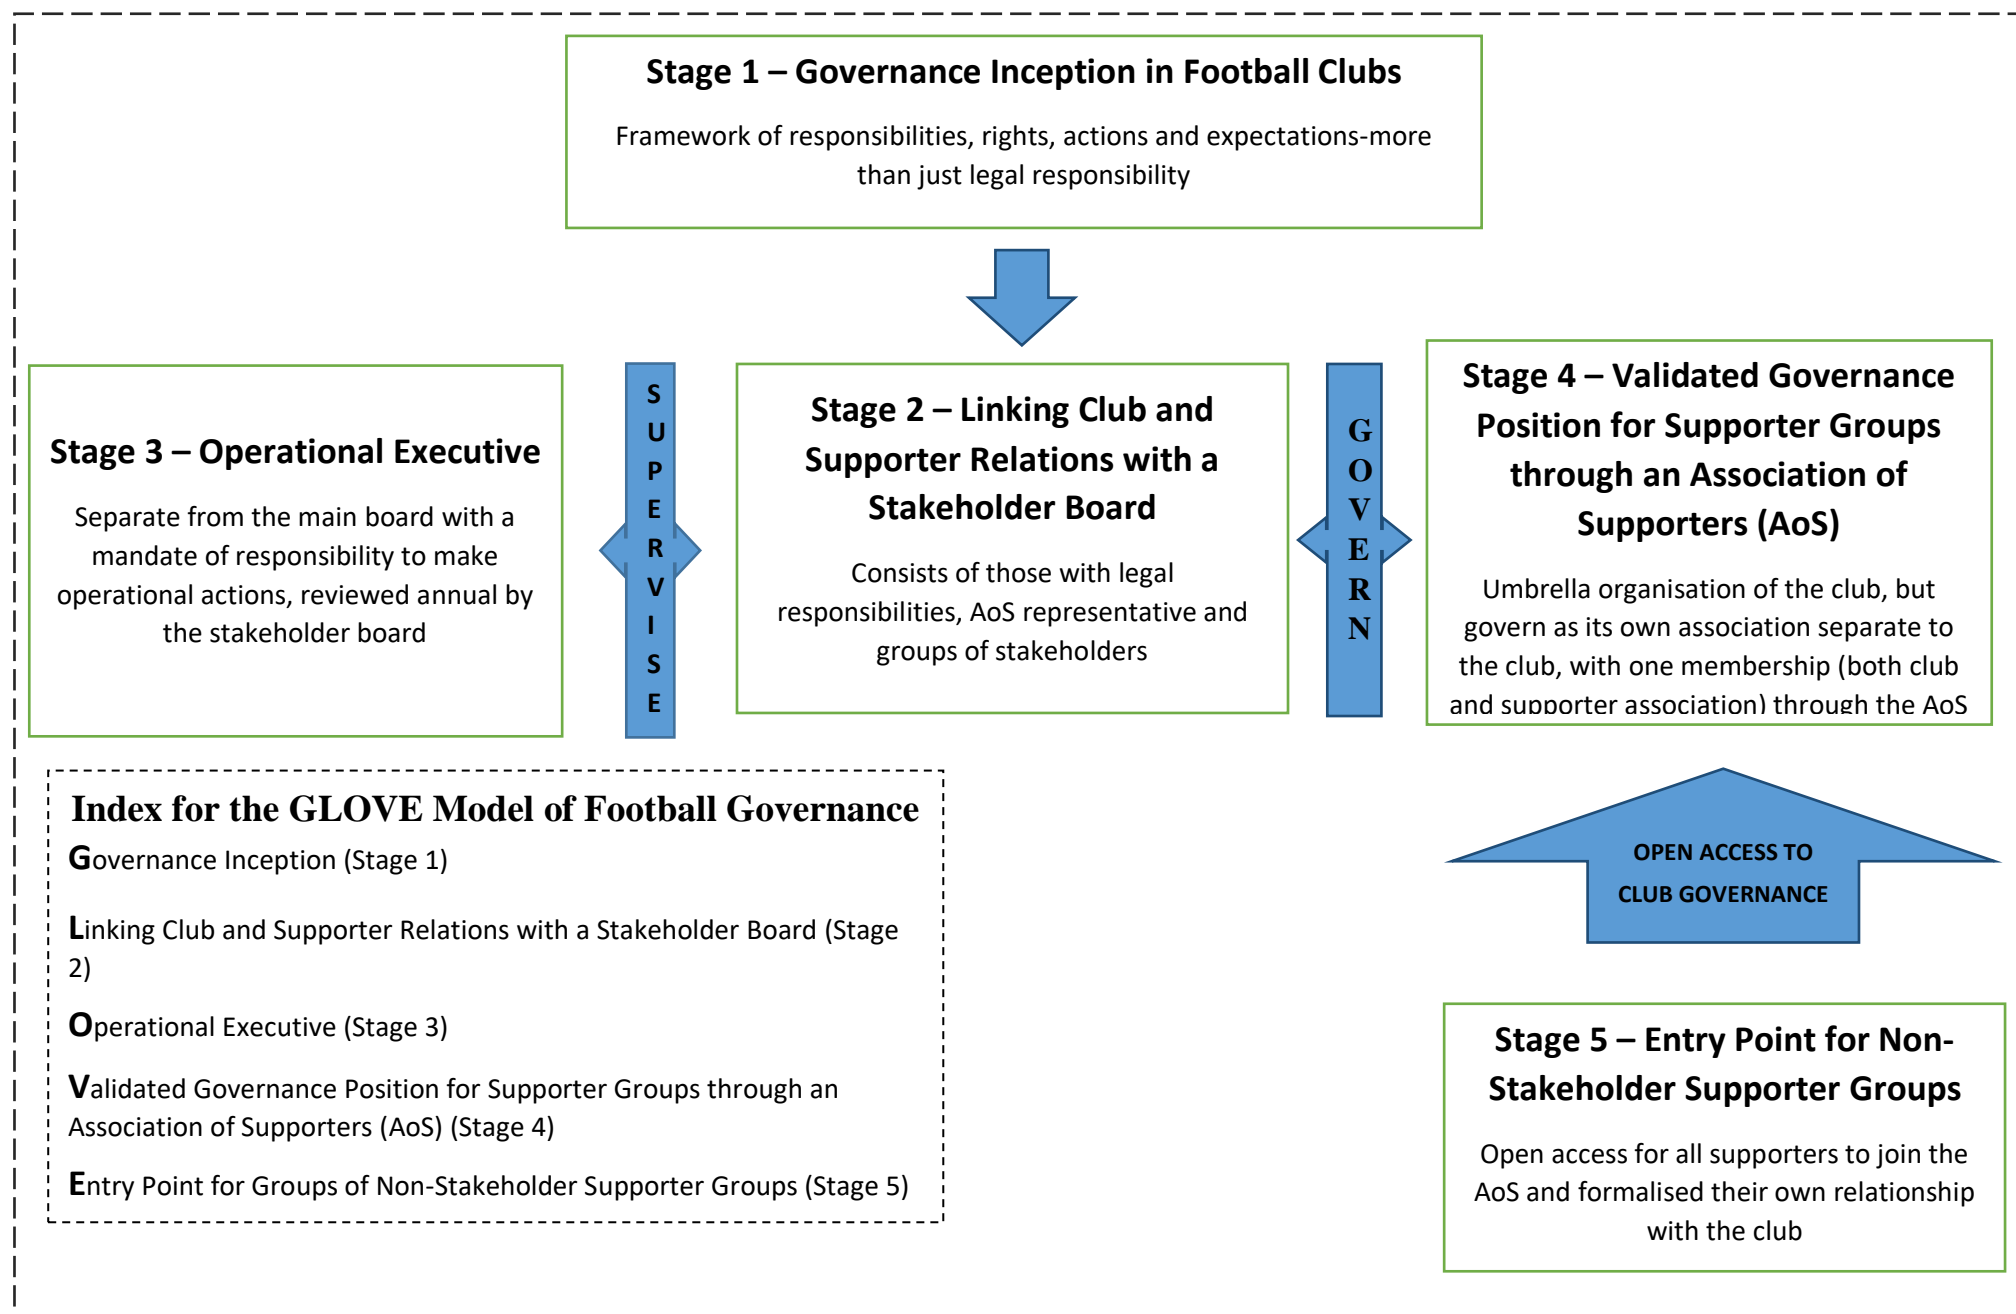 Stage 1 – Governance Inception in Football Clubs
Framework of responsibilities, rights, actions and expectations-more
than just legal responsibility
Stage 3 – Operational Executive
Separate from the main board with a
mandate of responsibility to make
operational actions, reviewed annual by
the stakeholder board
S
U
P
E
R
V
I
S
E
Stage 2 – Linking Club and
Supporter Relations with a
Stakeholder Board
Consists of those with legal
responsibilities, AoS representative and
groups of stakeholders
G
O
V
E
R
N
Stage 4 – Validated Governance
Position for Supporter Groups
through an Association of
Supporters (AoS)
Umbrella organisation of the club, but
govern as its own association separate to
the club, with one membership (both club
and supporter association) through the AoS
Index for the GLOVE Model of Football Governance
Governance Inception (Stage 1)
Linking Club and Supporter Relations with a Stakeholder Board (Stage
2)
Operational Executive (Stage 3)
Validated Governance Position for Supporter Groups through an
Association of Supporters (AoS) (Stage 4)
Entry Point for Groups of Non-Stakeholder Supporter Groups (Stage 5)
OPEN ACCESS TO
CLUB GOVERNANCE
Stage 5 – Entry Point for Non-
Stakeholder Supporter Groups
Open access for all supporters to join the
AoS and formalised their own relationship
with the club